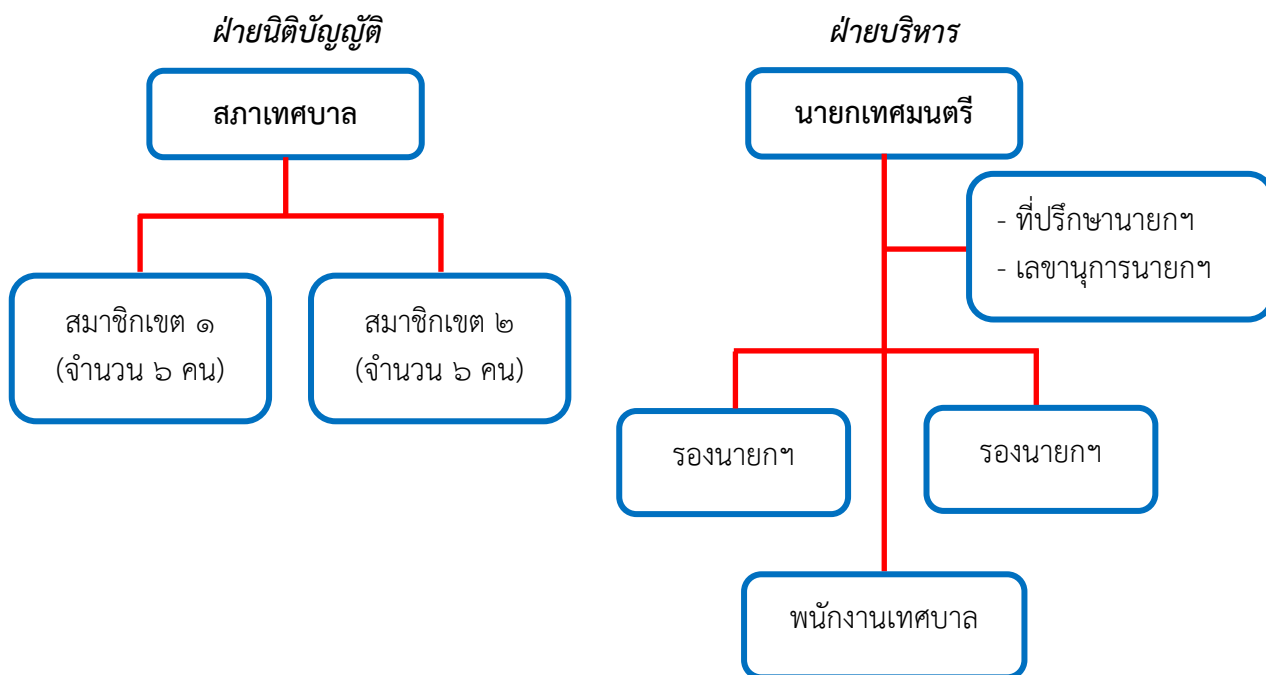 ฝ่ายนิติบัญญัติ
สภาเทศบาล
สมาชิกเขต ๑
(จำนวน ๖ คน)
สมาชิกเขต ๒
(จำนวน ๖ คน)
ฝ่ายบริหาร
นายกเทศมนตรี
- ที่ปรึกษานายกฯ
- เลขานุการนายกฯ
รองนายกฯ
รองนายกฯ
พนักงานเทศบาล